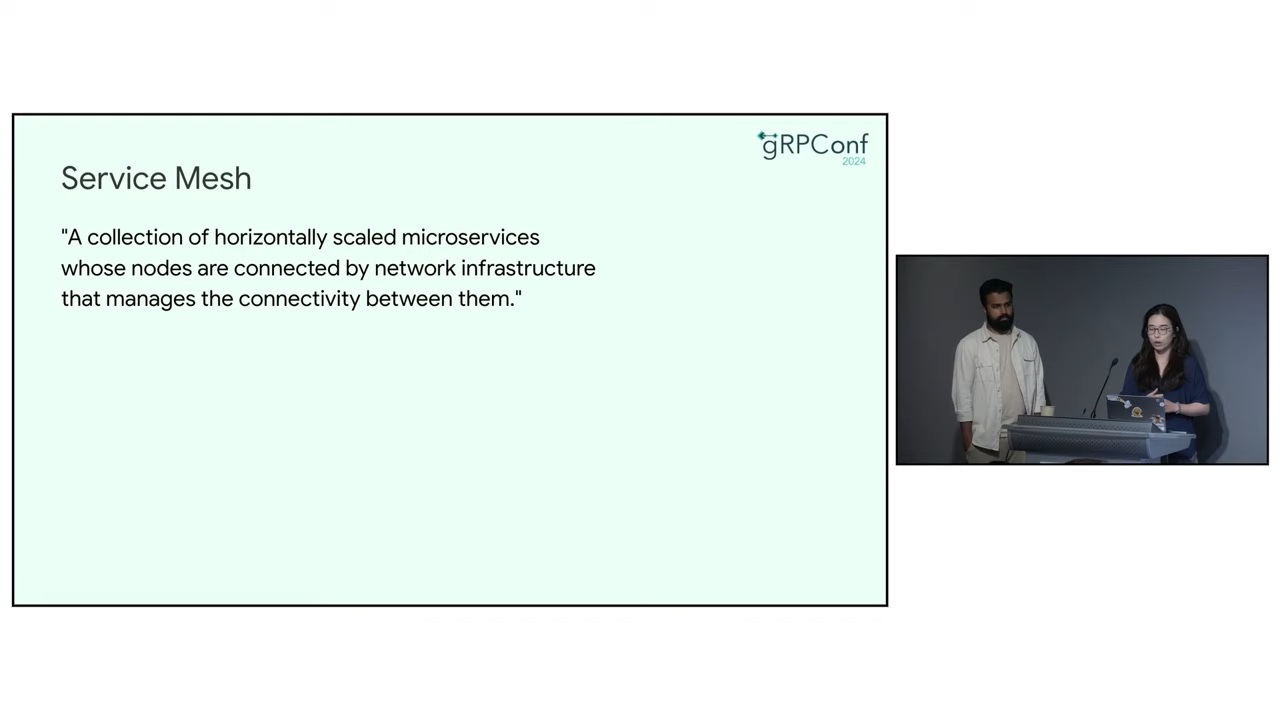 gRPConf
2024
Service Mesh
"A collection of horizontally scaled microservices
whose nodes are connected by network infrastructure
that manages the connectivity between them."